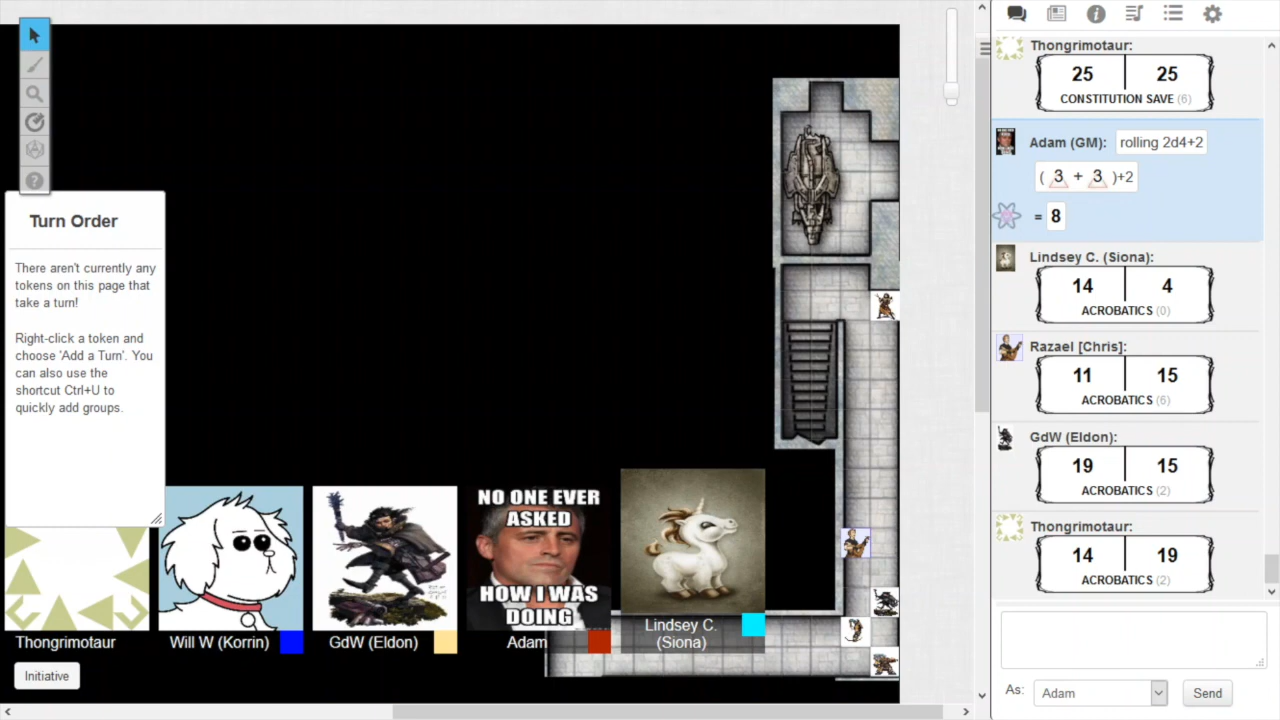 Turn Order
There aren't currently any
tokens on this page that
take a turn!
Right-click a token and
choose 'Add a Turn'. You
can also use the
shortcut Ctrl+U to
quickly add groups.
NO ONE EVER
ASKED
HOW I WAS
DOING
Thongrimotaur
Will W (Korrin)
GdW (Eldon)
Adam
Lindsey C.
(Siona)
Initiative
Thongrimotaur:
25 25
CONSTITUTION SAVE (6)
Adam (GM): rolling 2d4+2
( 3 + 3 )+2
= 8
Lindsey C. (Siona):
14 4
ACROBATICS (0)
Razael [Chris]:
11 15
ACROBATICS (6)
GdW (Eldon):
19 15
ACROBATICS (2)
Thongrimotaur:
14 19
ACROBATICS (2)
As: Adam Send